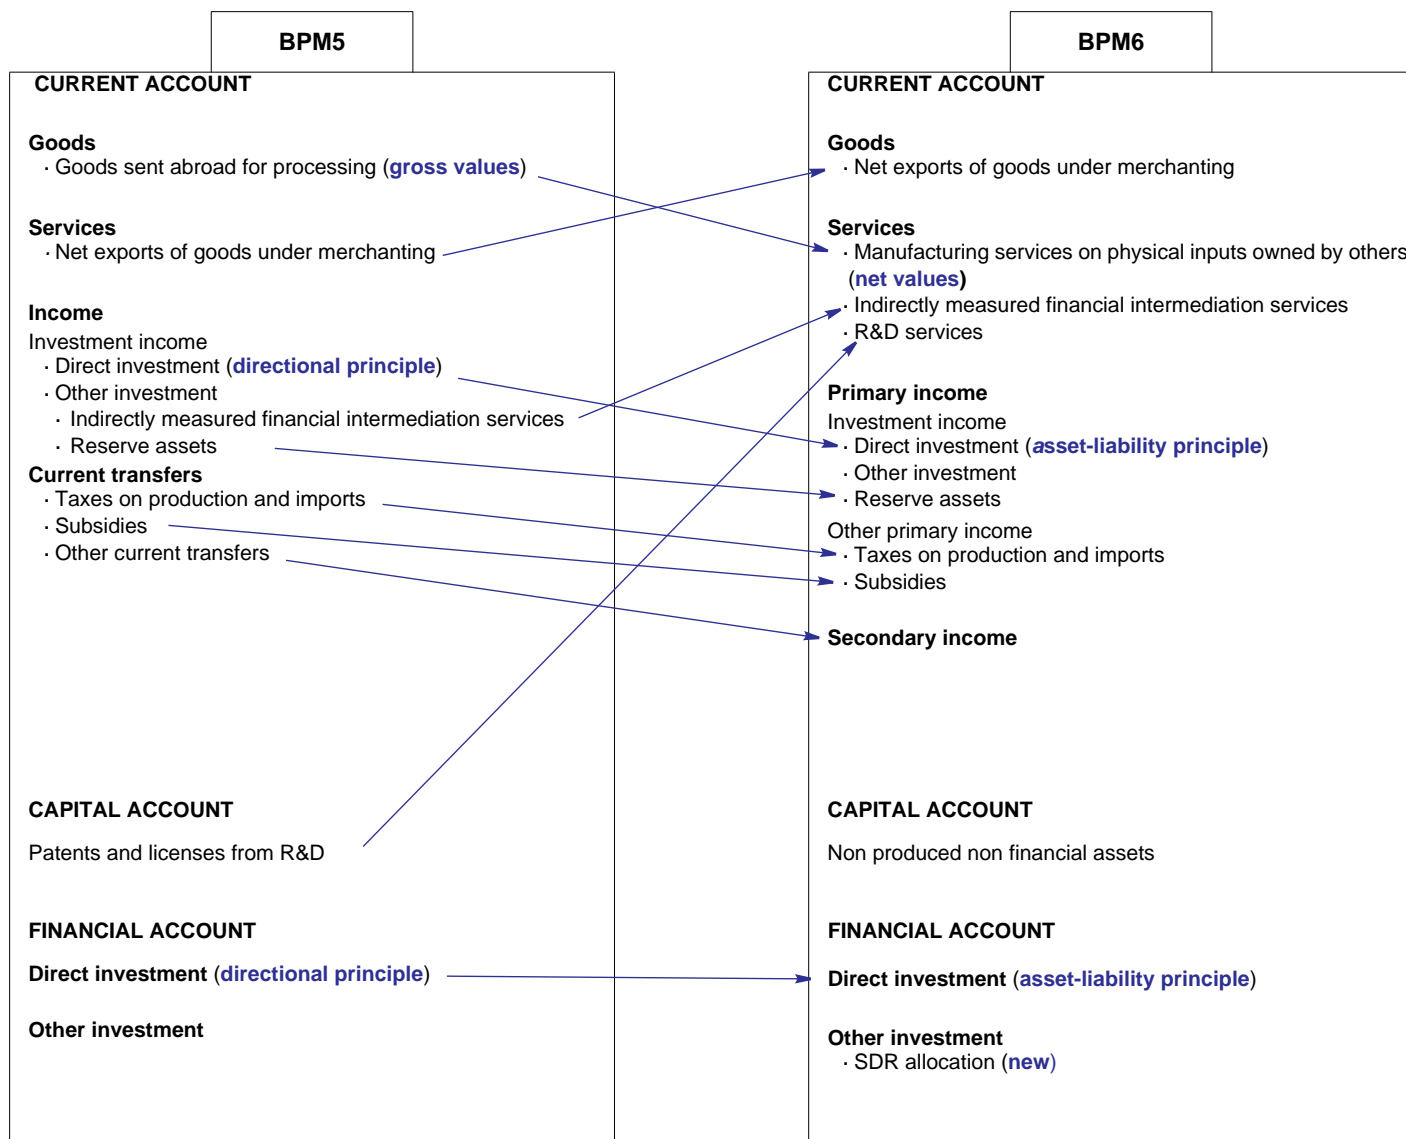 BPM5
CURRENT ACCOUNT
Goods
· Goods sent abroad for processing (gross values)
Services
· Net exports of goods under merchanting
Income
Investment income
· Direct investment (directional principle)
· Other investment
· Indirectly measured financial intermediation services
· Reserve assets
Current transfers
· Taxes on production and imports
· Subsidies
· Other current transfers
CAPITAL ACCOUNT
Patents and licenses from R&D
FINANCIAL ACCOUNT
Direct investment (directional principle)
Other investment
BPM6
CURRENT ACCOUNT
Goods
· Net exports of goods under merchanting
Services
· Manufacturing services on physical inputs owned by others
(net values)
· Indirectly measured financial intermediation services
· R&D services
Primary income
Investment income
· Direct investment (asset-liability principle)
· Other investment
· Reserve assets
Other primary income
· Taxes on production and imports
· Subsidies
Secondary income
CAPITAL ACCOUNT
Non produced non financial assets
FINANCIAL ACCOUNT
Direct investment (asset-liability principle)
Other investment
· SDR allocation (new)